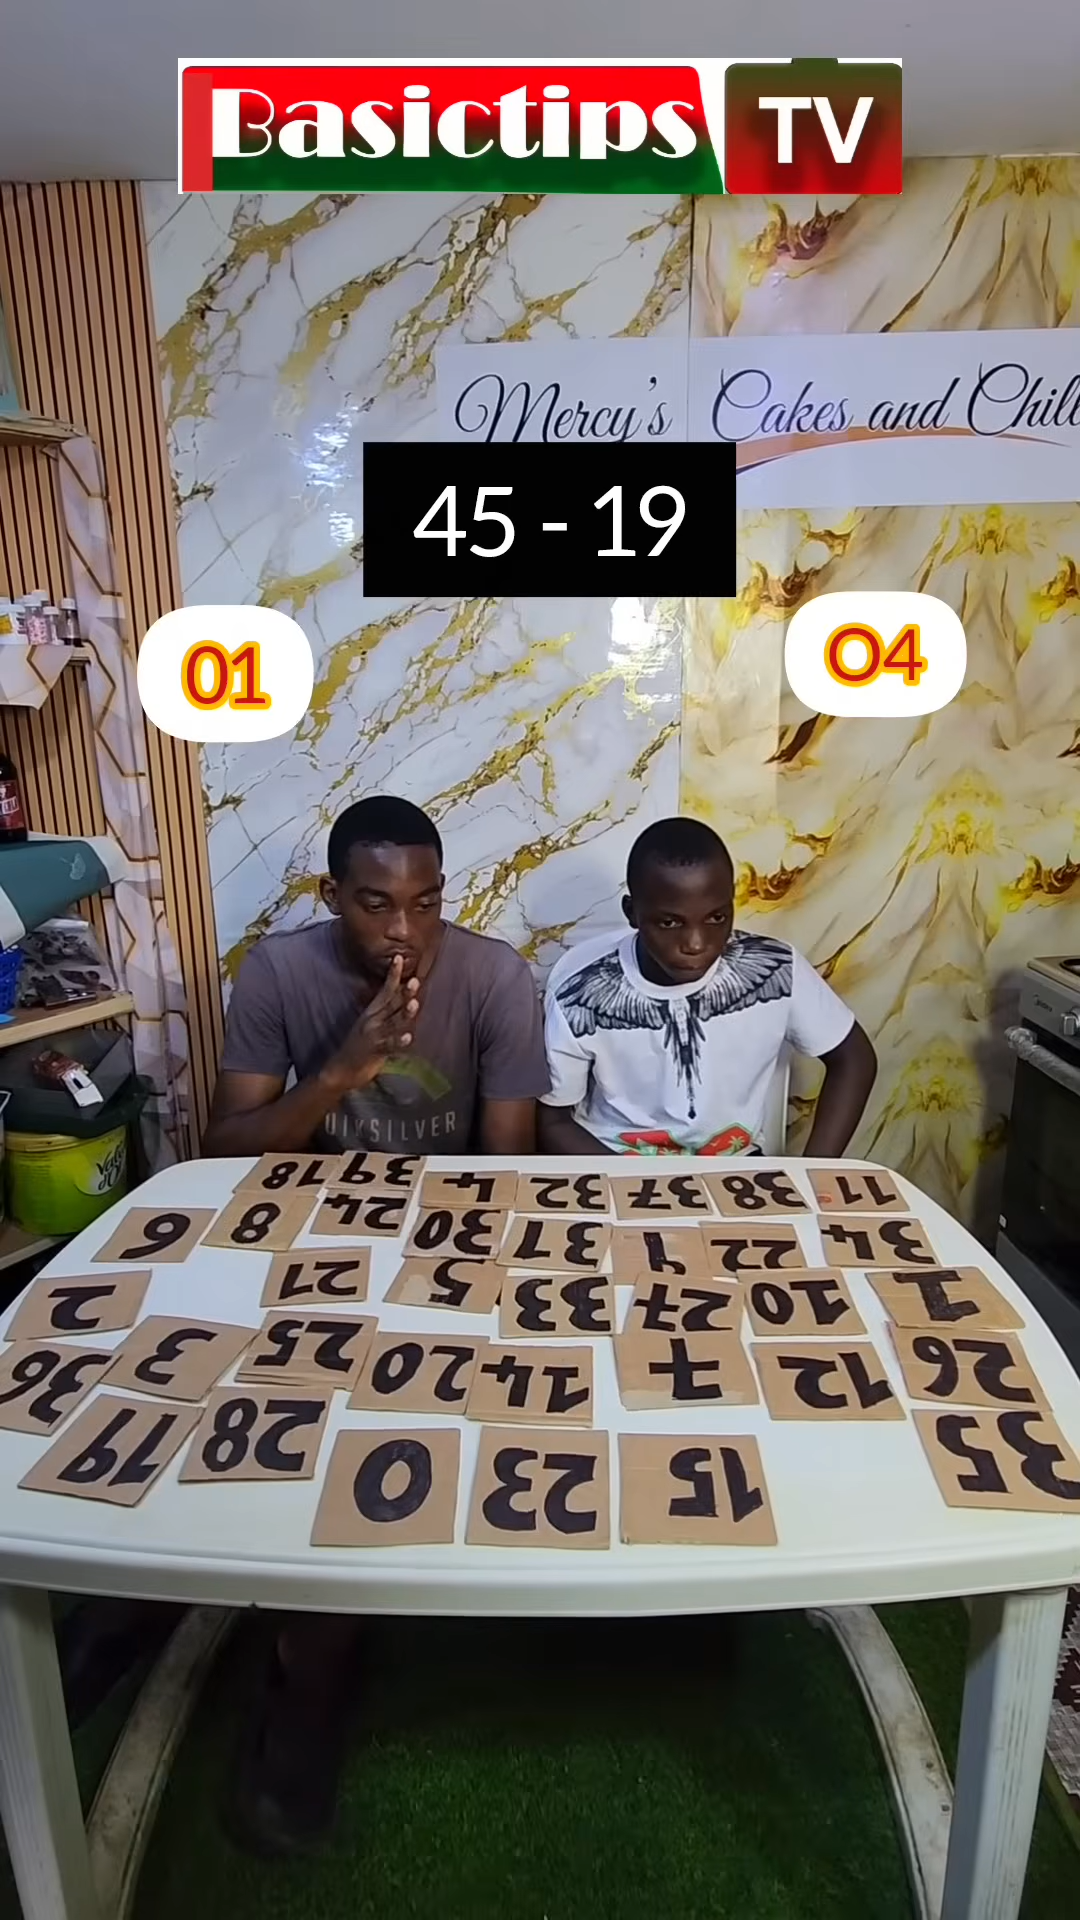 Basictips TV
Mercy's Cakes and Chill
45 - 19
01
04
QUIKSILVER
18 39 18 4 32 37 38 11
6 8 24 30 31 9 22 34
2 21 5 33 27 10 1
36 3 25 20 14 7 12 26
19 28 0 23 15 35